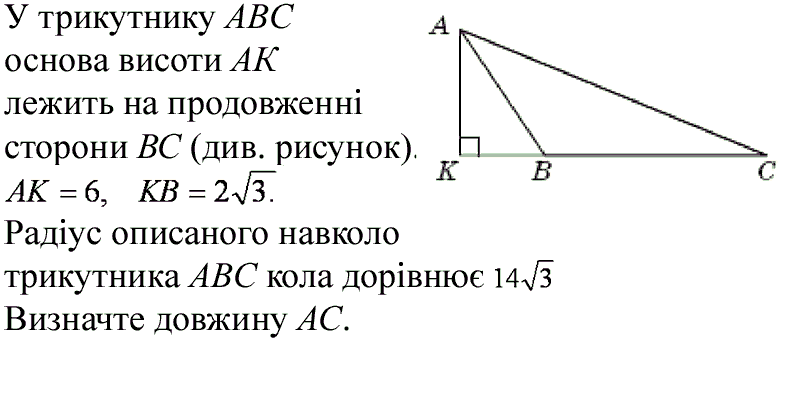 У трикутнику ABC
основа висоти AK
лежить на продовженні
сторони BC (див. рисунок).
AK = 6, KB = 2√3.
Радіус описаного навколо
трикутника ABC кола дорівнює 14√3
Визначте довжину AC.
A
K B C